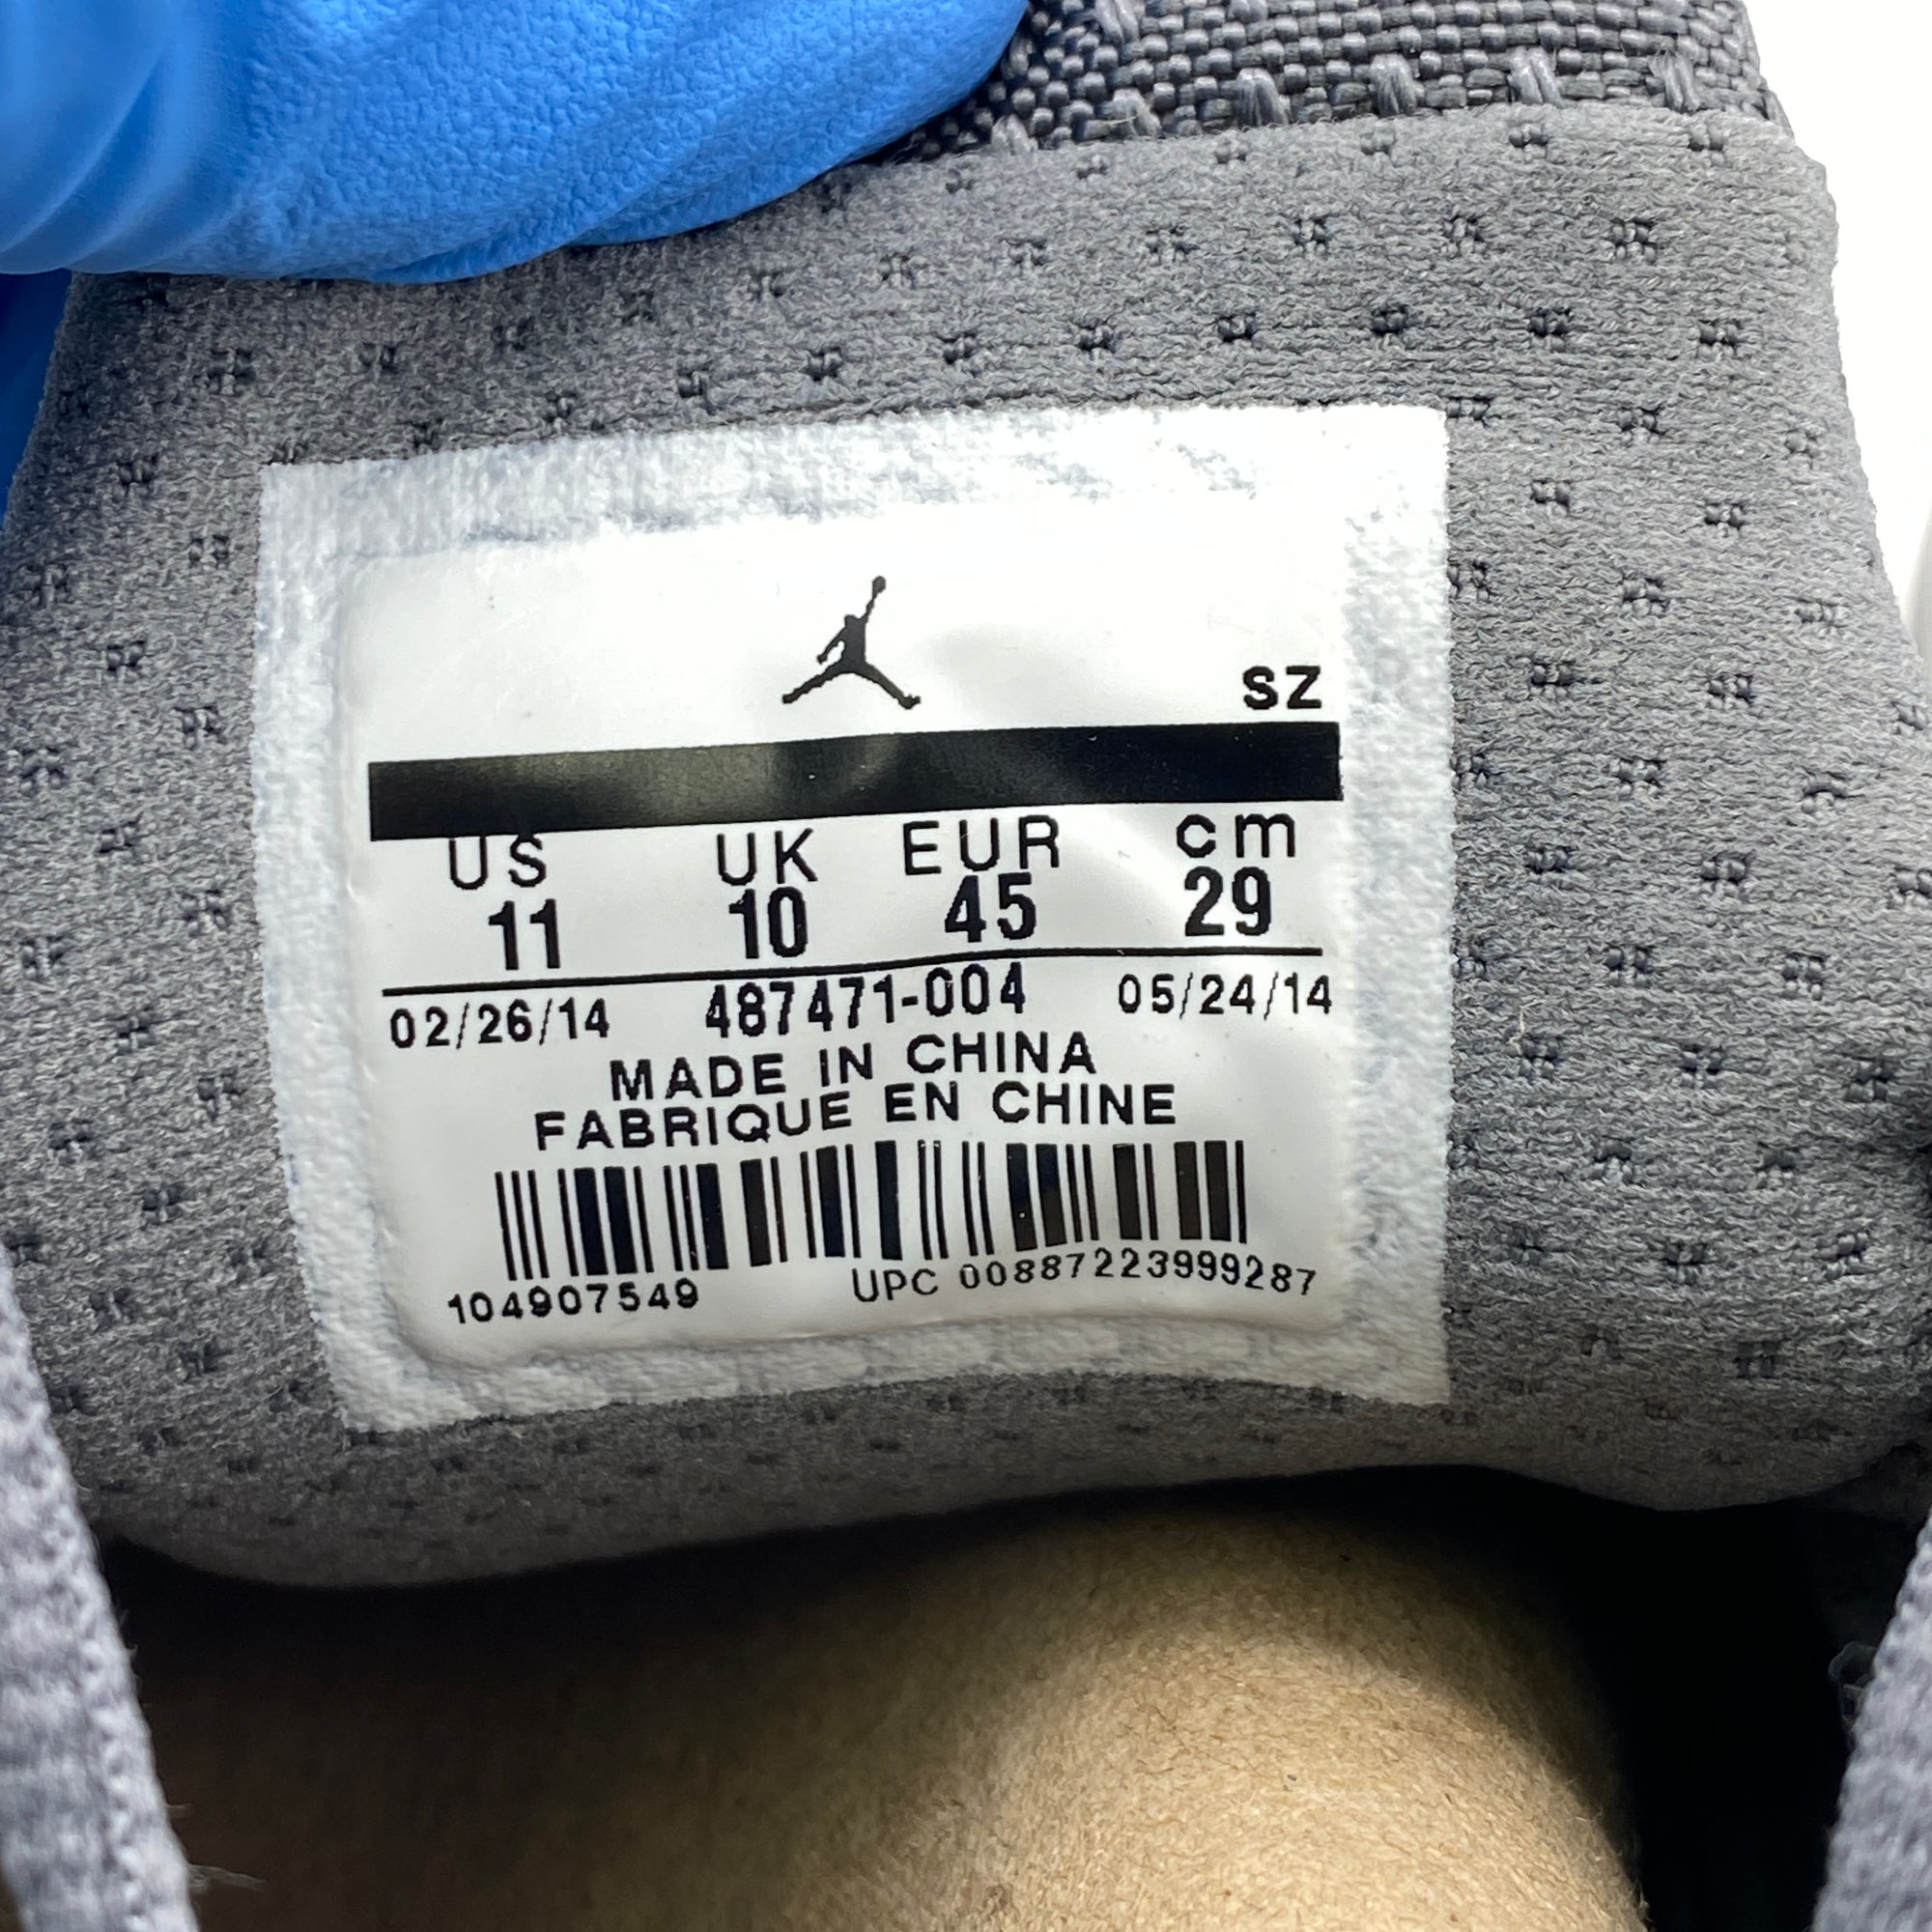 SZ
US UK EUR cm
11 10 45 29
02/26/14 487471-004 05/24/14
MADE IN CHINA
FABRIQUE EN CHINE
104907549 UPC 00887223999287